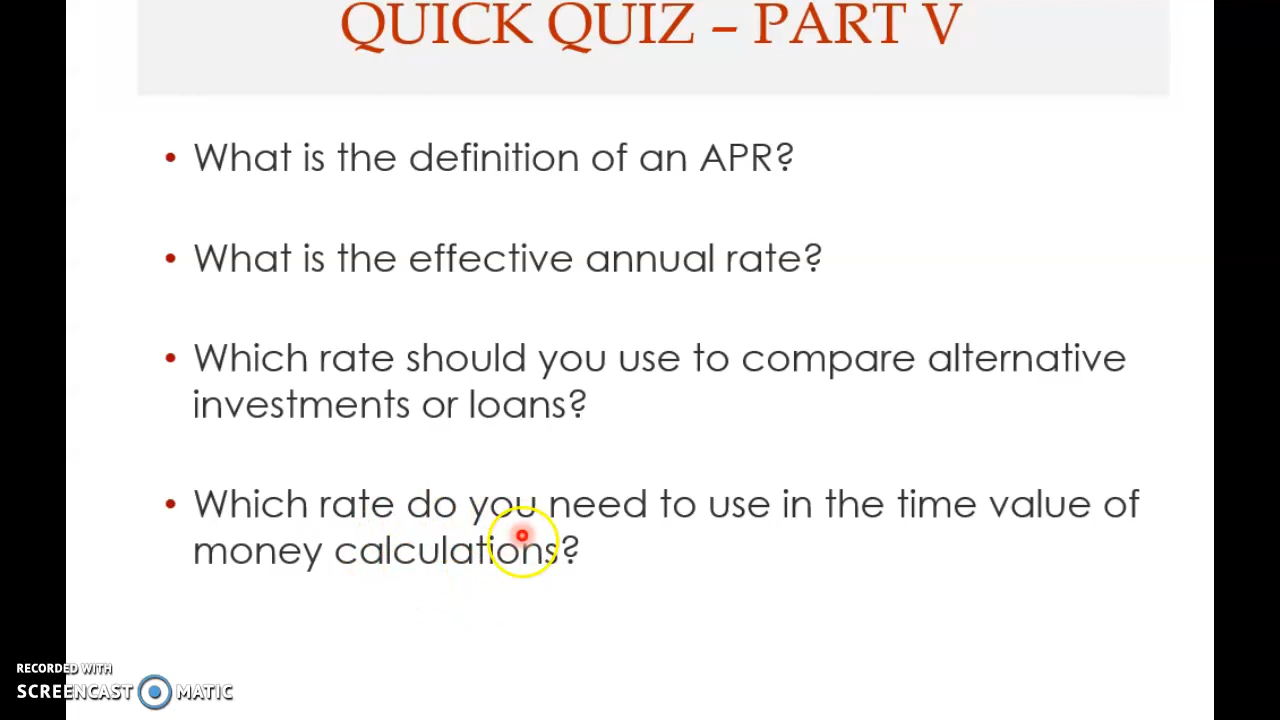 QUICK QUIZ – PART V
• What is the definition of an APR?
• What is the effective annual rate?
• Which rate should you use to compare alternative
investments or loans?
• Which rate do you need to use in the time value of
money calculations?
RECORDED WITH
SCREENCAST MATIC